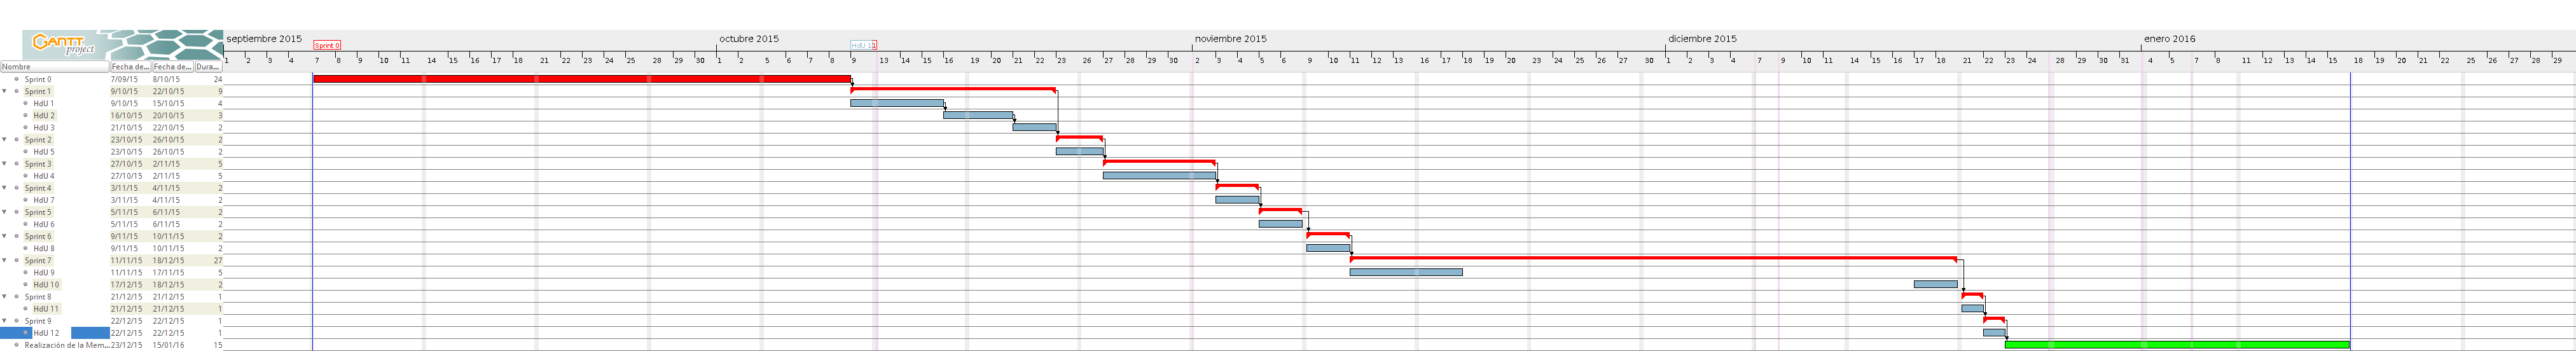 GANTT project
septiembre 2015 octubre 2015 noviembre 2015 diciembre 2015 enero 2016
Sprint 0 HdU 1
1 2 3 4 7 8 9 10 11 14 15 16 17 18 21 22 23 24 25 28 29 30 1 2 5 6 7 8 9 13 14 15 16 19 20 21 22 23 26 27 28 29 30 2 3 4 5 6 9 10 11 12 13 16 17 18 19 20 23 24 25 26 27 30 1 2 3 4 7 9 10 11 14 15 16 17 18 21 22 23 24 28 29 30 31 4 5 7 8 11 12 13 14 15 18 19 20 21 22 25 26 27 28 29
Nombre Fecha de... Fecha de... Dura...
Sprint 0 7/09/15 8/10/15 24
Sprint 1 9/10/15 22/10/15 9
HdU 1 9/10/15 15/10/15 4
HdU 2 16/10/15 20/10/15 3
HdU 3 21/10/15 22/10/15 2
Sprint 2 23/10/15 26/10/15 2
HdU 5 23/10/15 26/10/15 2
Sprint 3 27/10/15 2/11/15 5
HdU 4 27/10/15 2/11/15 5
Sprint 4 3/11/15 4/11/15 2
HdU 7 3/11/15 4/11/15 2
Sprint 5 5/11/15 6/11/15 2
HdU 6 5/11/15 6/11/15 2
Sprint 6 9/11/15 10/11/15 2
HdU 8 9/11/15 10/11/15 2
Sprint 7 11/11/15 18/12/15 27
HdU 9 11/11/15 17/11/15 5
HdU 10 17/12/15 18/12/15 2
Sprint 8 21/12/15 21/12/15 1
HdU 11 21/12/15 21/12/15 1
Sprint 9 22/12/15 22/12/15 1
HdU 12 22/12/15 22/12/15 1
Realización de la Mem... 23/12/15 15/01/16 15